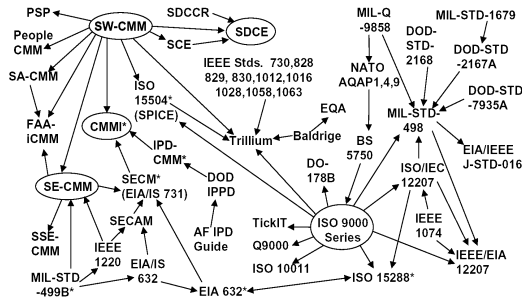 PSP
SW-CMM
SDCCR
SDCE
SCE
MIL-Q
-9858
MIL-STD-1679
People
CMM
DOD-
STD-
2168
DOD-STD
-2167A
SA-CMM
ISO
15504*
(SPICE)
IEEE Stds. 730,828
829, 830,1012,1016
1028,1058,1063
NATO
AQAP1,4,9
DOD-STD
-7935A
FAA-
iCMM
CMMI*
EQA
MIL-STD-
498
Trillium
Baldrige
IPD-
CMM*
BS
5750
EIA/IEEE
J-STD-016
SE-CMM
SECM*
(EIA/IS 731)
DOD
IPPD
DO-
178B
ISO/IEC
12207
SECAM
TickIT
ISO 9000
Series
IEEE
1074
SSE-
CMM
IEEE
1220
AF IPD
Guide
Q9000
IEEE/EIA
12207
EIA/IS
632
ISO 10011
MIL-STD
-499B*
EIA 632*
ISO 15288*